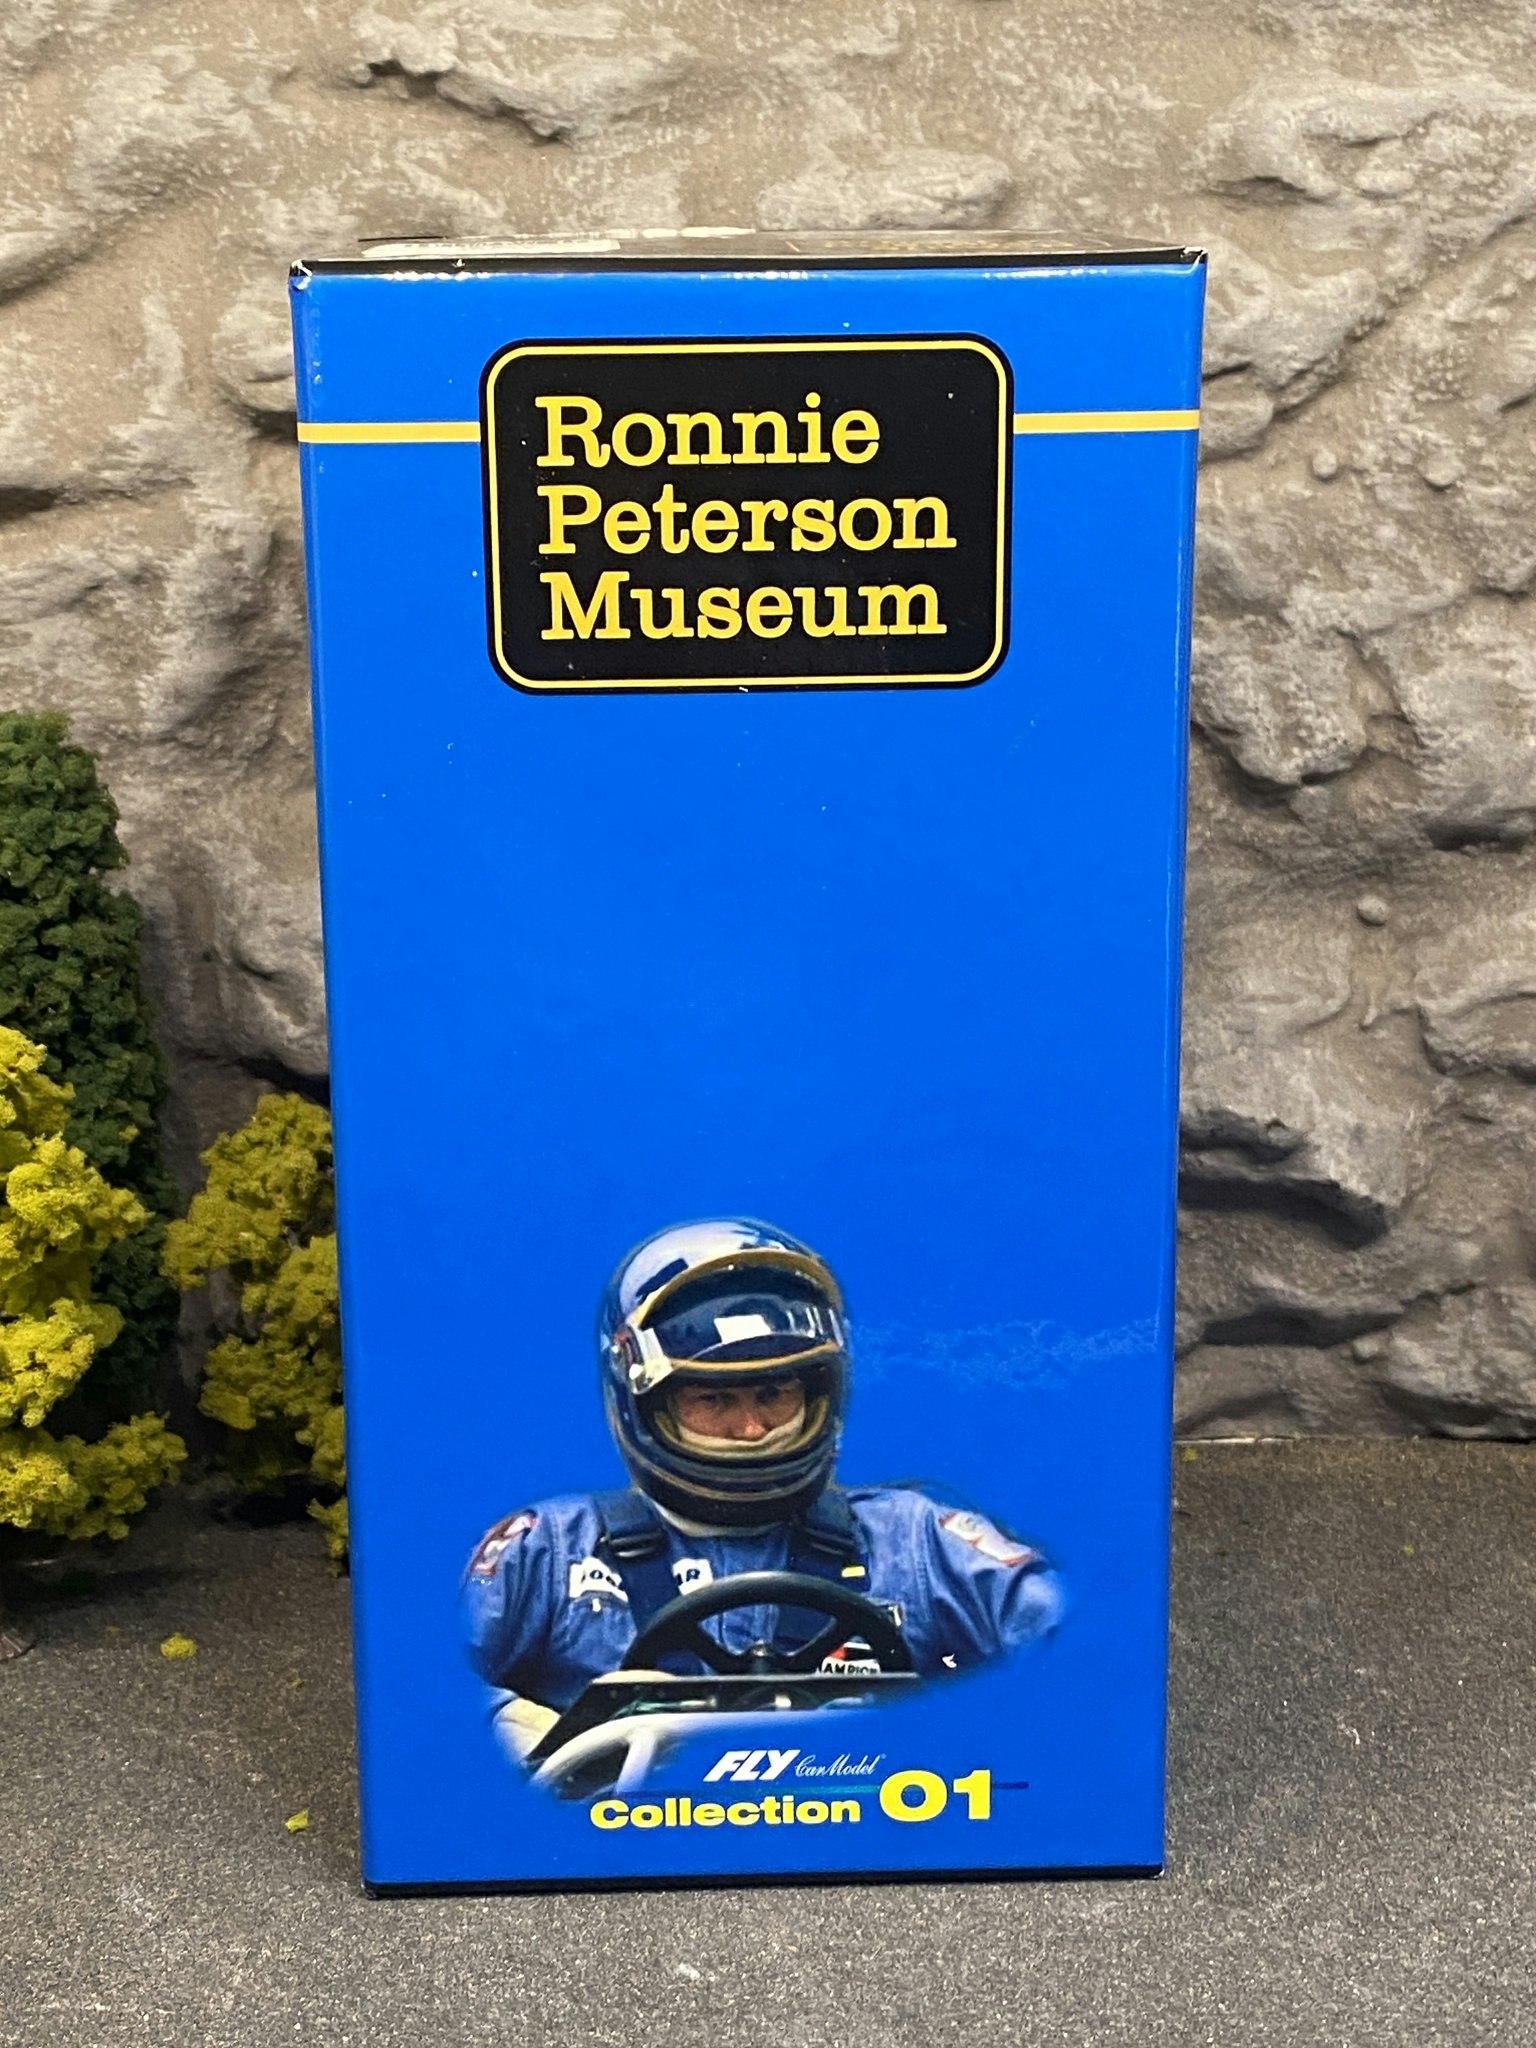 Ronnie
Peterson
Museum
FLY Car Model
Collection 01